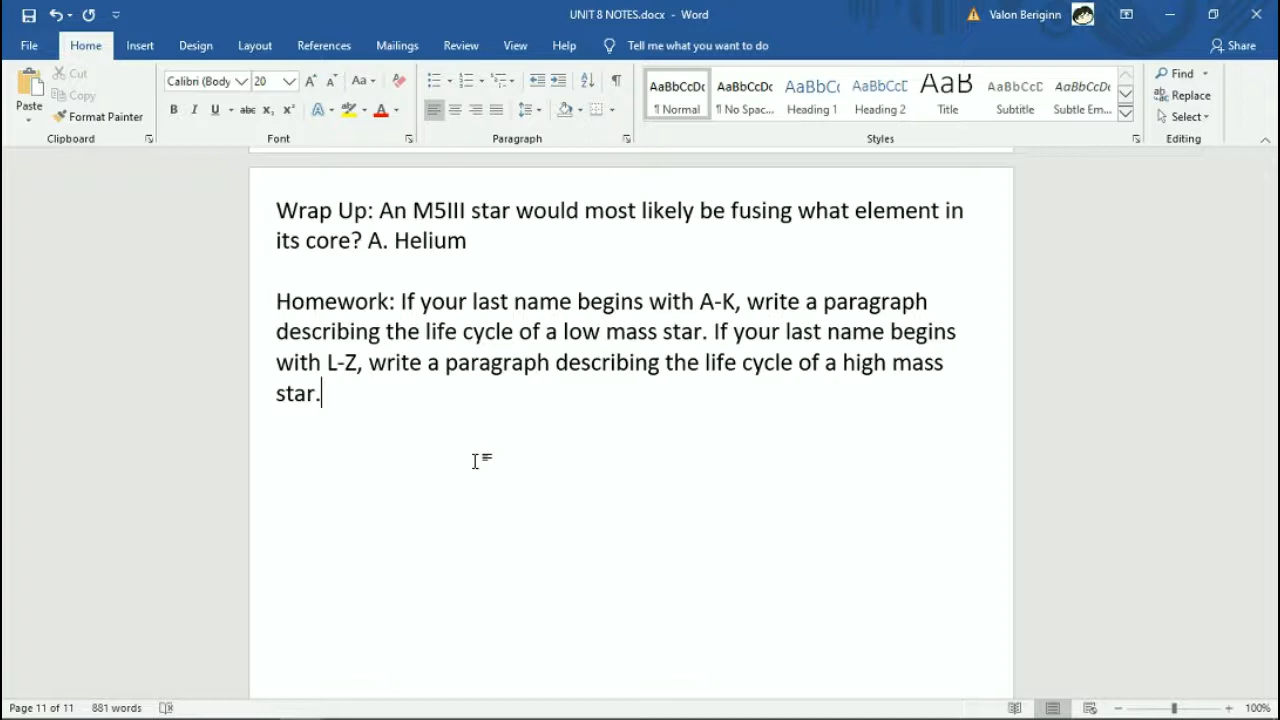 UNIT 8 NOTES.docx - Word
Valon Beriginn
File Home Insert Design Layout References Mailings Review View Help Tell me what you want to do Share
Paste
Cut
Copy
Format Painter
Clipboard
Calibri (Body 20
Font
Paragraph
AaBbCcDc AaBbCcDc AaBbCc AaBbCcD AaB AaBbCcD AaBbCcDc
¶ Normal ¶ No Spac... Heading 1 Heading 2 Title Subtitle Subtle Em...
Styles
Find
Replace
Select
Editing
Wrap Up: An M5III star would most likely be fusing what element in
its core? A. Helium
Homework: If your last name begins with A-K, write a paragraph
describing the life cycle of a low mass star. If your last name begins
with L-Z, write a paragraph describing the life cycle of a high mass
star.
Page 11 of 11 881 words 100%